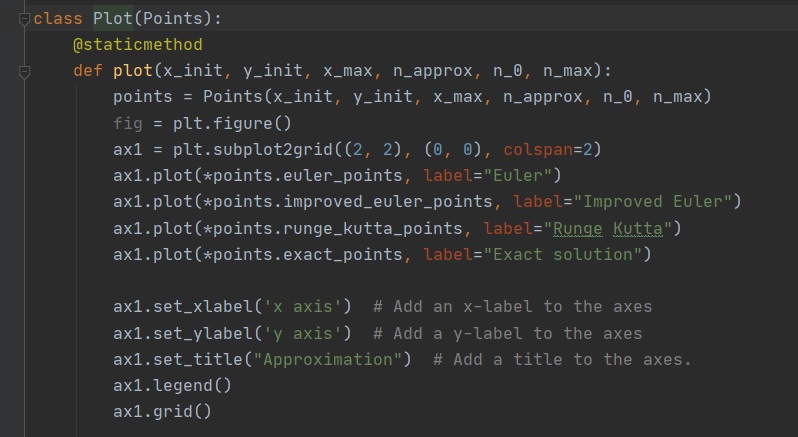 class Plot(Points):
    @staticmethod
    def plot(x_init, y_init, x_max, n_approx, n_0, n_max):
        points = Points(x_init, y_init, x_max, n_approx, n_0, n_max)
        fig = plt.figure()
        ax1 = plt.subplot2grid((2, 2), (0, 0), colspan=2)
        ax1.plot(*points.euler_points, label="Euler")
        ax1.plot(*points.improved_euler_points, label="Improved Euler")
        ax1.plot(*points.runge_kutta_points, label="Runge Kutta")
        ax1.plot(*points.exact_points, label="Exact solution")
        ax1.set_xlabel('x axis')  # Add an x-label to the axes
        ax1.set_ylabel('y axis')  # Add a y-label to the axes
        ax1.set_title("Approximation")  # Add a title to the axes.
        ax1.legend()
        ax1.grid()